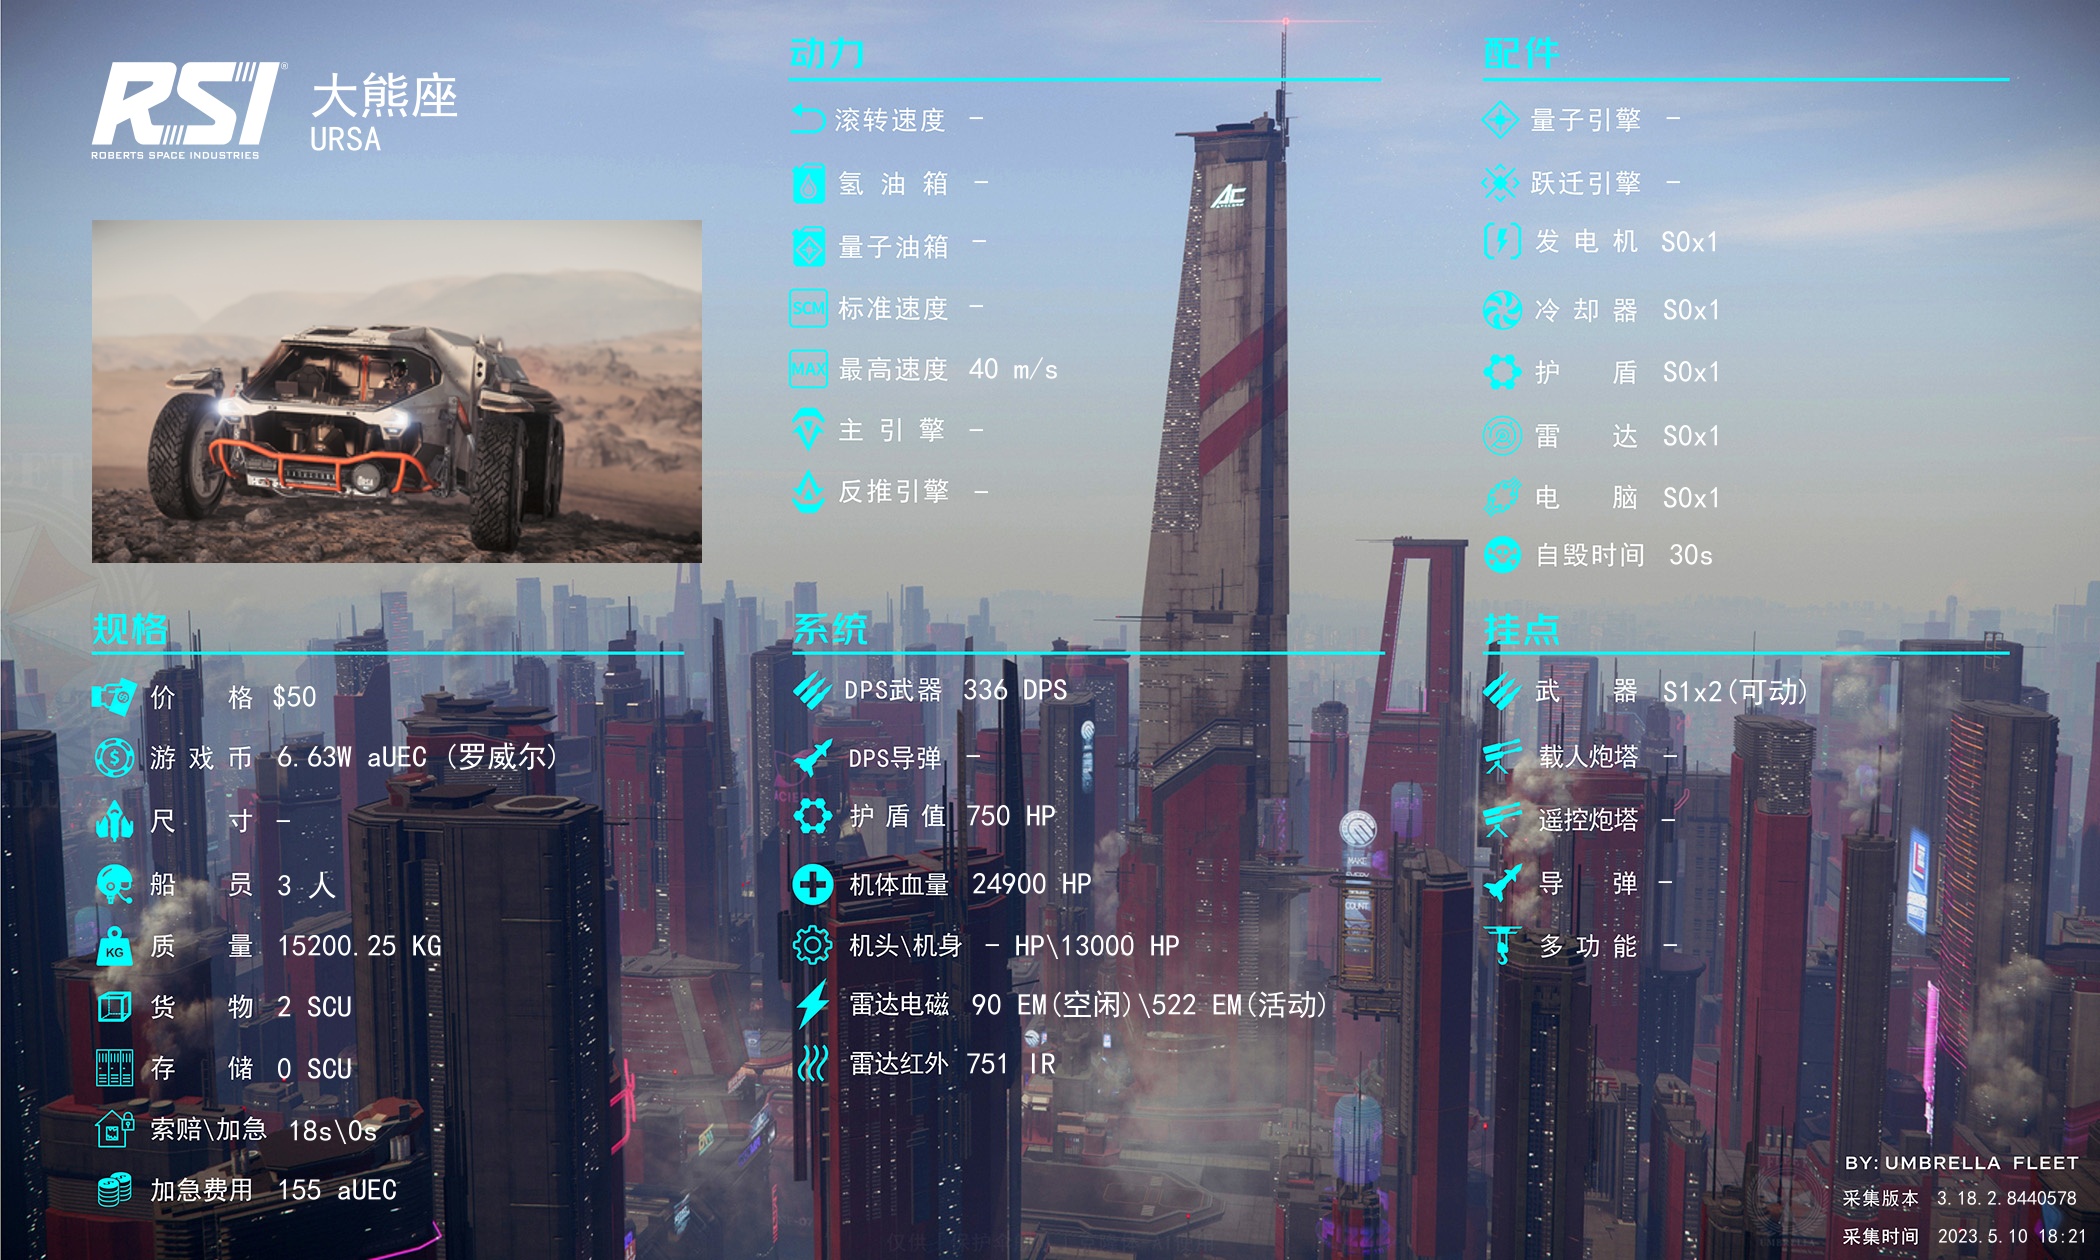 RSI
®
ROBERTS SPACE INDUSTRIES
大熊座
URSA
动力
滚转速度 -
氢油箱 -
量子油箱 -
SCM 标准速度 -
MAX 最高速度 40 m/s
主引擎 -
反推引擎 -
配件
量子引擎 -
跃迁引擎 -
发电机 S0x1
冷却器 S0x1
护盾 S0x1
雷达 S0x1
电脑 S0x1
自毁时间 30s
规格
价格 $50
游戏币 6.63W aUEC (罗威尔)
尺寸 -
船员 3 人
KG 质量 15200.25 KG
货物 2 SCU
存储 0 SCU
索赔\加急 18s\0s
加急费用 155 aUEC
系统
DPS武器 336 DPS
DPS导弹 -
护盾值 750 HP
机体血量 24900 HP
机头\机身 - HP\13000 HP
雷达电磁 90 EM(空闲)\522 EM(活动)
雷达红外 751 IR
挂点
武器 S1x2(可动)
载人炮塔 -
遥控炮塔 -
导弹 -
多功能 -
AC
URSA
MAKE
EVERY
COUNT
BY: UMBRELLA FLEET
采集版本 3.18.2.8440578
采集时间 2023.5.10 18:21